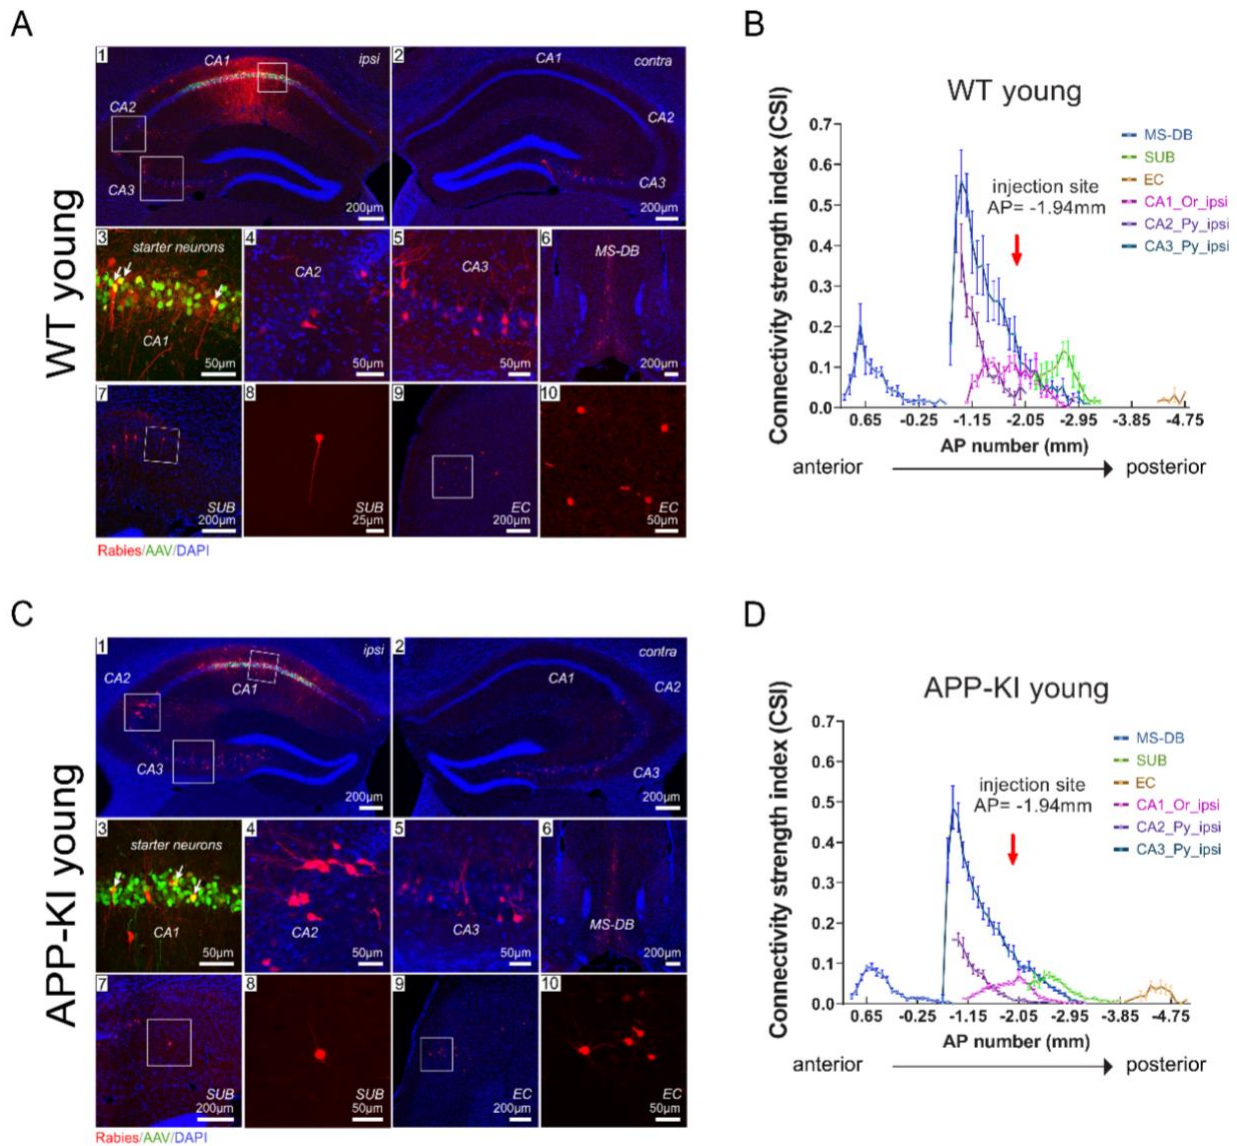 A
WT young
1
CA1
ipsi
CA2
CA3
200µm
2
CA1
contra
CA2
CA3
200µm
3
starter neurons
CA1
50µm
4
CA2
50µm
5
CA3
50µm
6
MS-DB
200µm
7
SUB
200µm
8
SUB
25µm
9
EC
200µm
10
EC
50µm
Rabies/AAV/DAPI
B
WT young
Connectivity strength index (CSI)
0.7
0.6
0.5
0.4
0.3
0.2
0.1
0.0
injection site
AP= -1.94mm
MS-DB
SUB
EC
CA1_Or_ipsi
CA2_Py_ipsi
CA3_Py_ipsi
0.65 -0.25 -1.15 -2.05 -2.95 -3.85 -4.75
AP number (mm)
anterior posterior
C
APP-KI young
1
ipsi
CA2
CA1
CA3
200µm
2
contra
CA1
CA2
CA3
200µm
3
starter neurons
CA1
50µm
4
CA2
50µm
5
CA3
50µm
6
MS-DB
200µm
7
SUB
200µm
8
SUB
50µm
9
EC
200µm
10
EC
50µm
Rabies/AAV/DAPI
D
APP-KI young
Connectivity strength index (CSI)
0.7
0.6
0.5
0.4
0.3
0.2
0.1
0.0
injection site
AP= -1.94mm
MS-DB
SUB
EC
CA1_Or_ipsi
CA2_Py_ipsi
CA3_Py_ipsi
0.65 -0.25 -1.15 -2.05 -2.95 -3.85 -4.75
AP number (mm)
anterior posterior